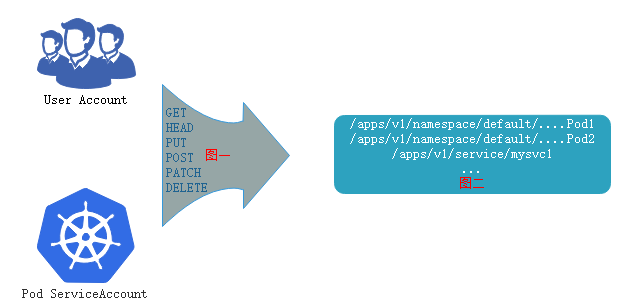 User Account
GET
HEAD
PUT
POST
PATCH
DELETE
图一
/apps/v1/namespace/default/....Pod1
/apps/v1/namespace/default/....Pod2
/apps/v1/service/mysvc1
...
图二
Pod ServiceAccount